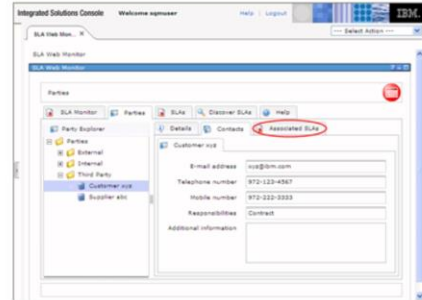 Integrated Solutions Console Welcome sqmuser Help | Logout IBM.
SLA Web Mon... --- Select Action ---
SLA Web Monitor
SLA Web Monitor
Parties
SLA Monitor Parties SLAs Discover SLAs Help
Party Explorer Details Contacts Associated SLAs
Parties Customer xyz
External
Internal E-mail address xyz@ibm.com
Third Party Telephone number 972-123-4567
Customer xyz Mobile number 972-222-3333
Supplier abc Responsibilities Contract
Additional information